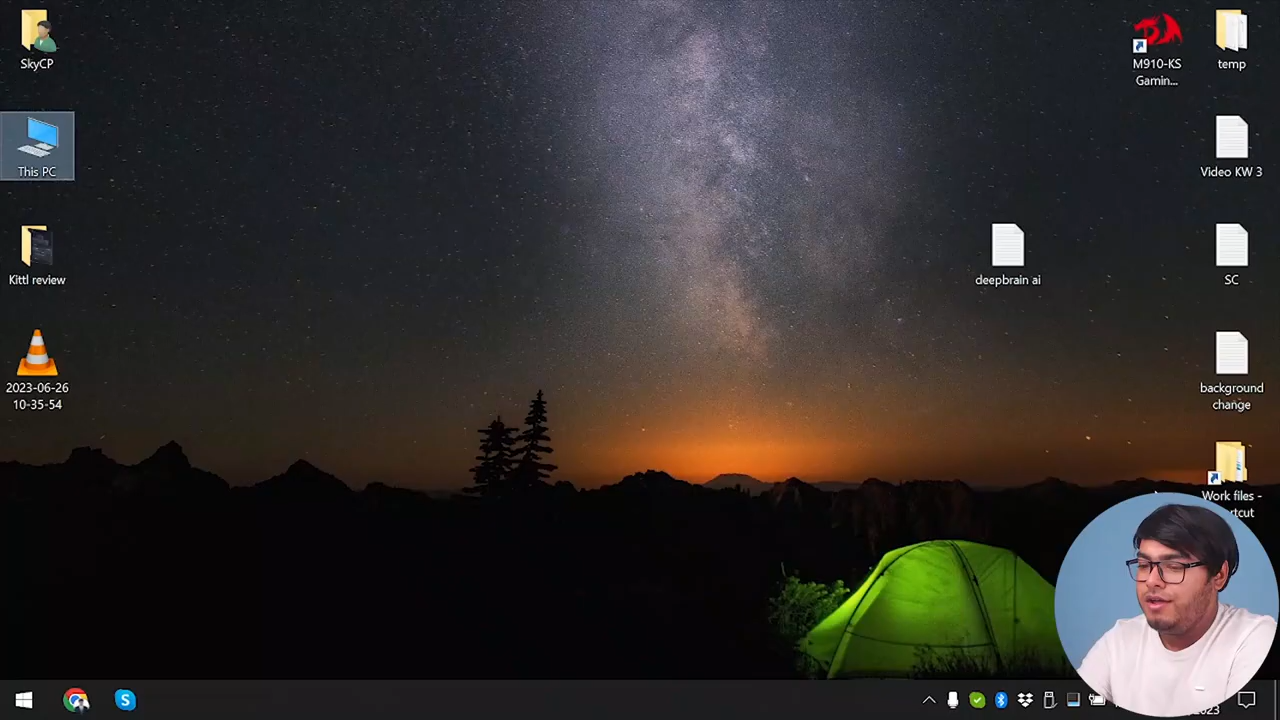 SkyCP
This PC
Kittl review
2023-06-26
10-35-54
deepbrain ai
M910-KS
Gamin...
temp
Video KW 3
SC
background
change
Work files -
2023